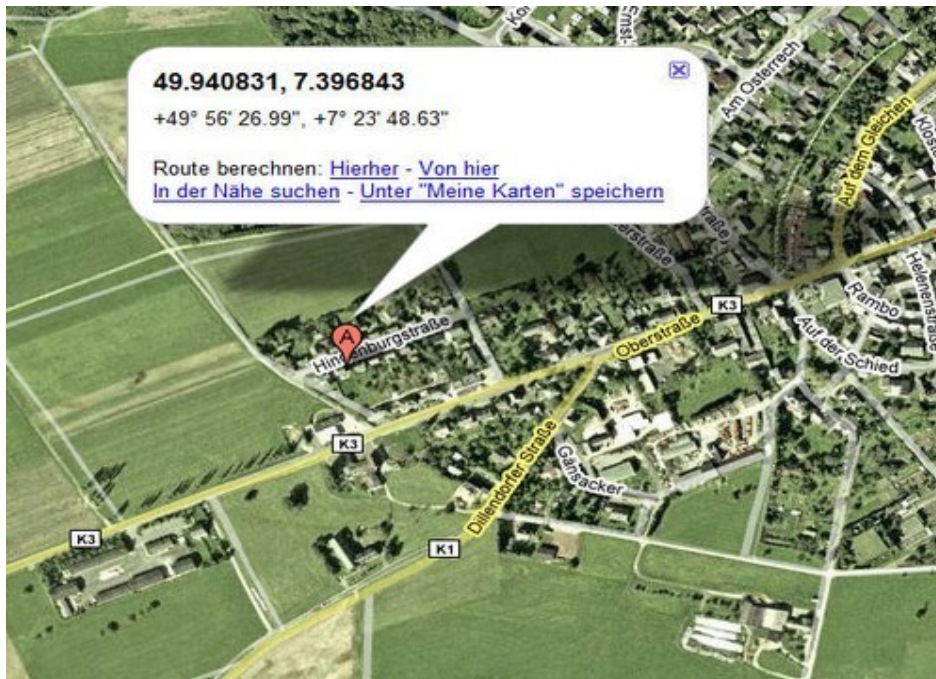 49.940831, 7.396843
+49° 56' 26.99", +7° 23' 48.63"
Route berechnen: Hierher - Von hier
In der Nähe suchen - Unter "Meine Karten" speichern
Am Osterrech
Auf dem Gleichen
K3
Helenenstraße
Rambo
Oberstraße
Auf der Schied
A
K3
Dillendorfer Straße
Gänsacker
K3
K1